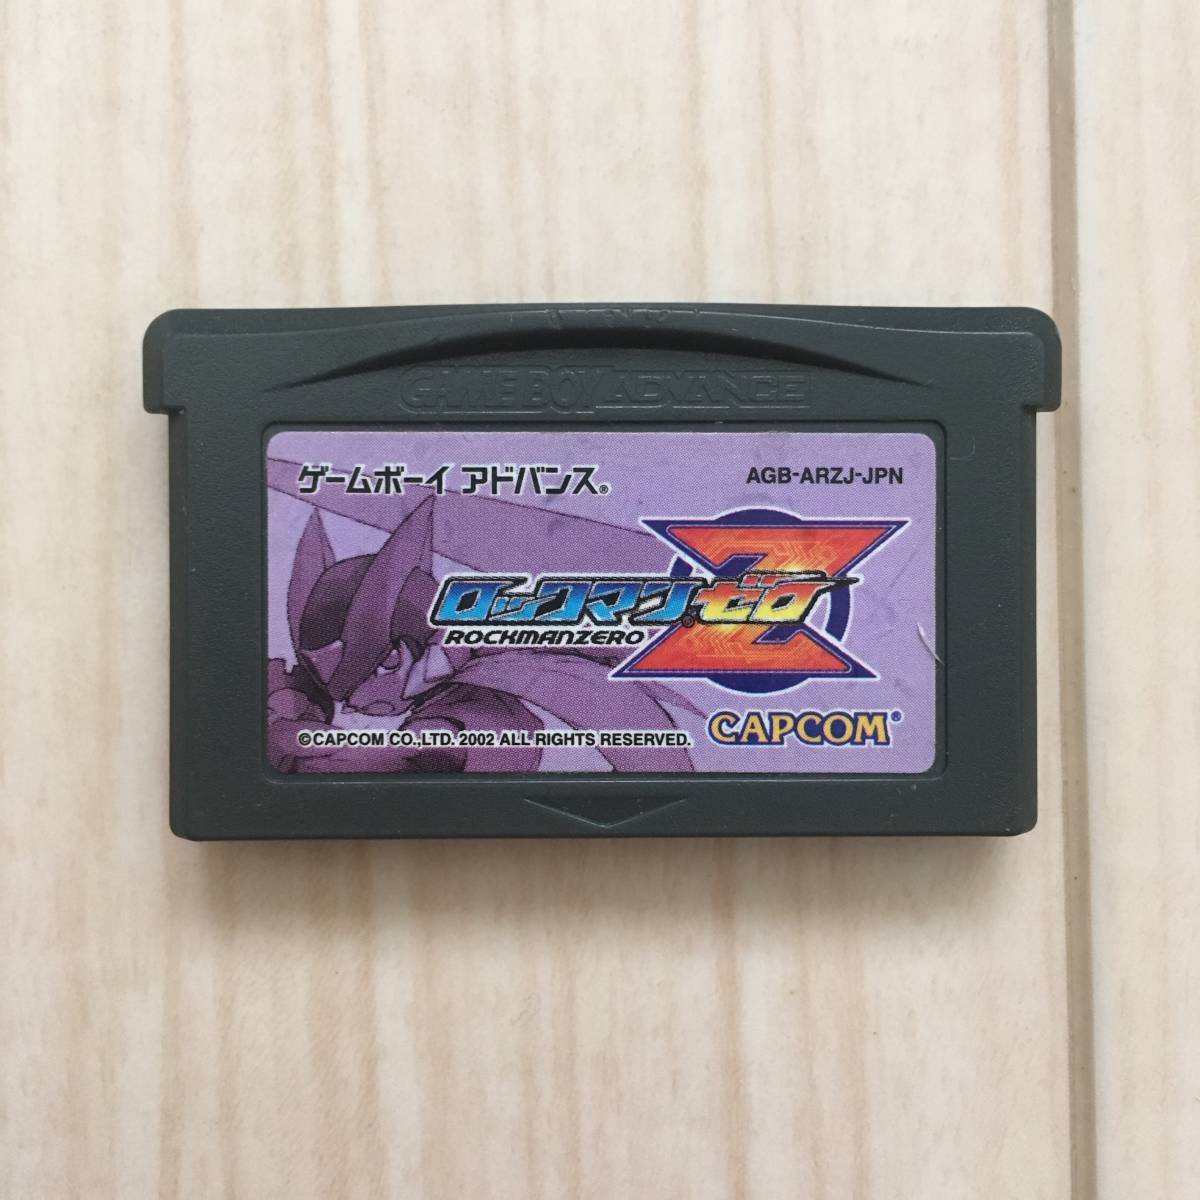 GAME BOY ADVANCE
ゲームボーイ アドバンス®
AGB-ARZJ-JPN
ロックマン®ゼロ
ROCKMANZERO
©CAPCOM CO.,LTD. 2002 ALL RIGHTS RESERVED.
CAPCOM®